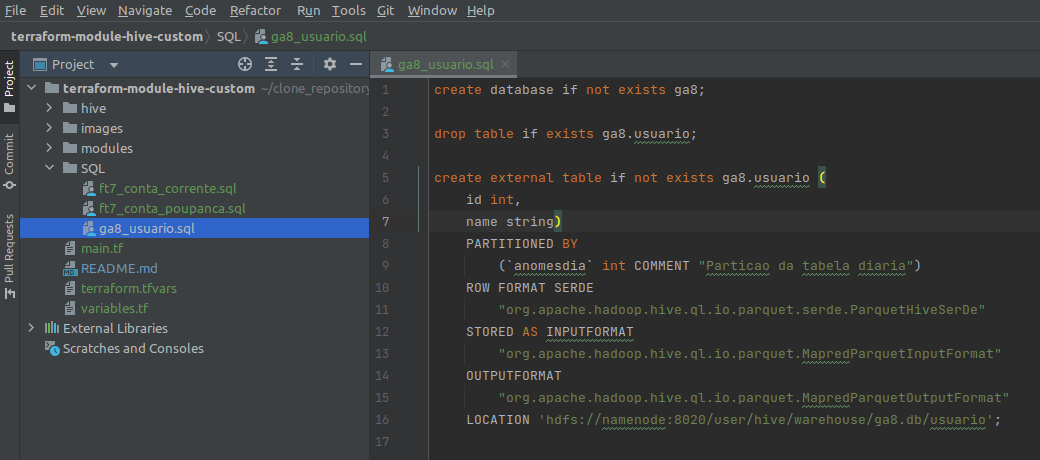 File Edit View Navigate Code Refactor Run Tools Git Window Help
terraform-module-hive-custom SQL ga8_usuario.sql
Project
Commit
Pull Requests
Project
terraform-module-hive-custom ~/clone_repository
hive
images
modules
SQL
ft7_conta_corrente.sql
ft7_conta_poupanca.sql
ga8_usuario.sql
main.tf
README.md
terraform.tfvars
variables.tf
External Libraries
Scratches and Consoles
ga8_usuario.sql
1 create database if not exists ga8;
2
3 drop table if exists ga8.usuario;
4
5 create external table if not exists ga8.usuario (
6 id int,
7 name string)
8 PARTITIONED BY
9 (`anomesdia` int COMMENT "Particao da tabela diaria")
10 ROW FORMAT SERDE
11 "org.apache.hadoop.hive.ql.io.parquet.serde.ParquetHiveSerDe"
12 STORED AS INPUTFORMAT
13 "org.apache.hadoop.hive.ql.io.parquet.MapredParquetInputFormat"
14 OUTPUTFORMAT
15 "org.apache.hadoop.hive.ql.io.parquet.MapredParquetOutputFormat"
16 LOCATION 'hdfs://namenode:8020/user/hive/warehouse/ga8.db/usuario';
17